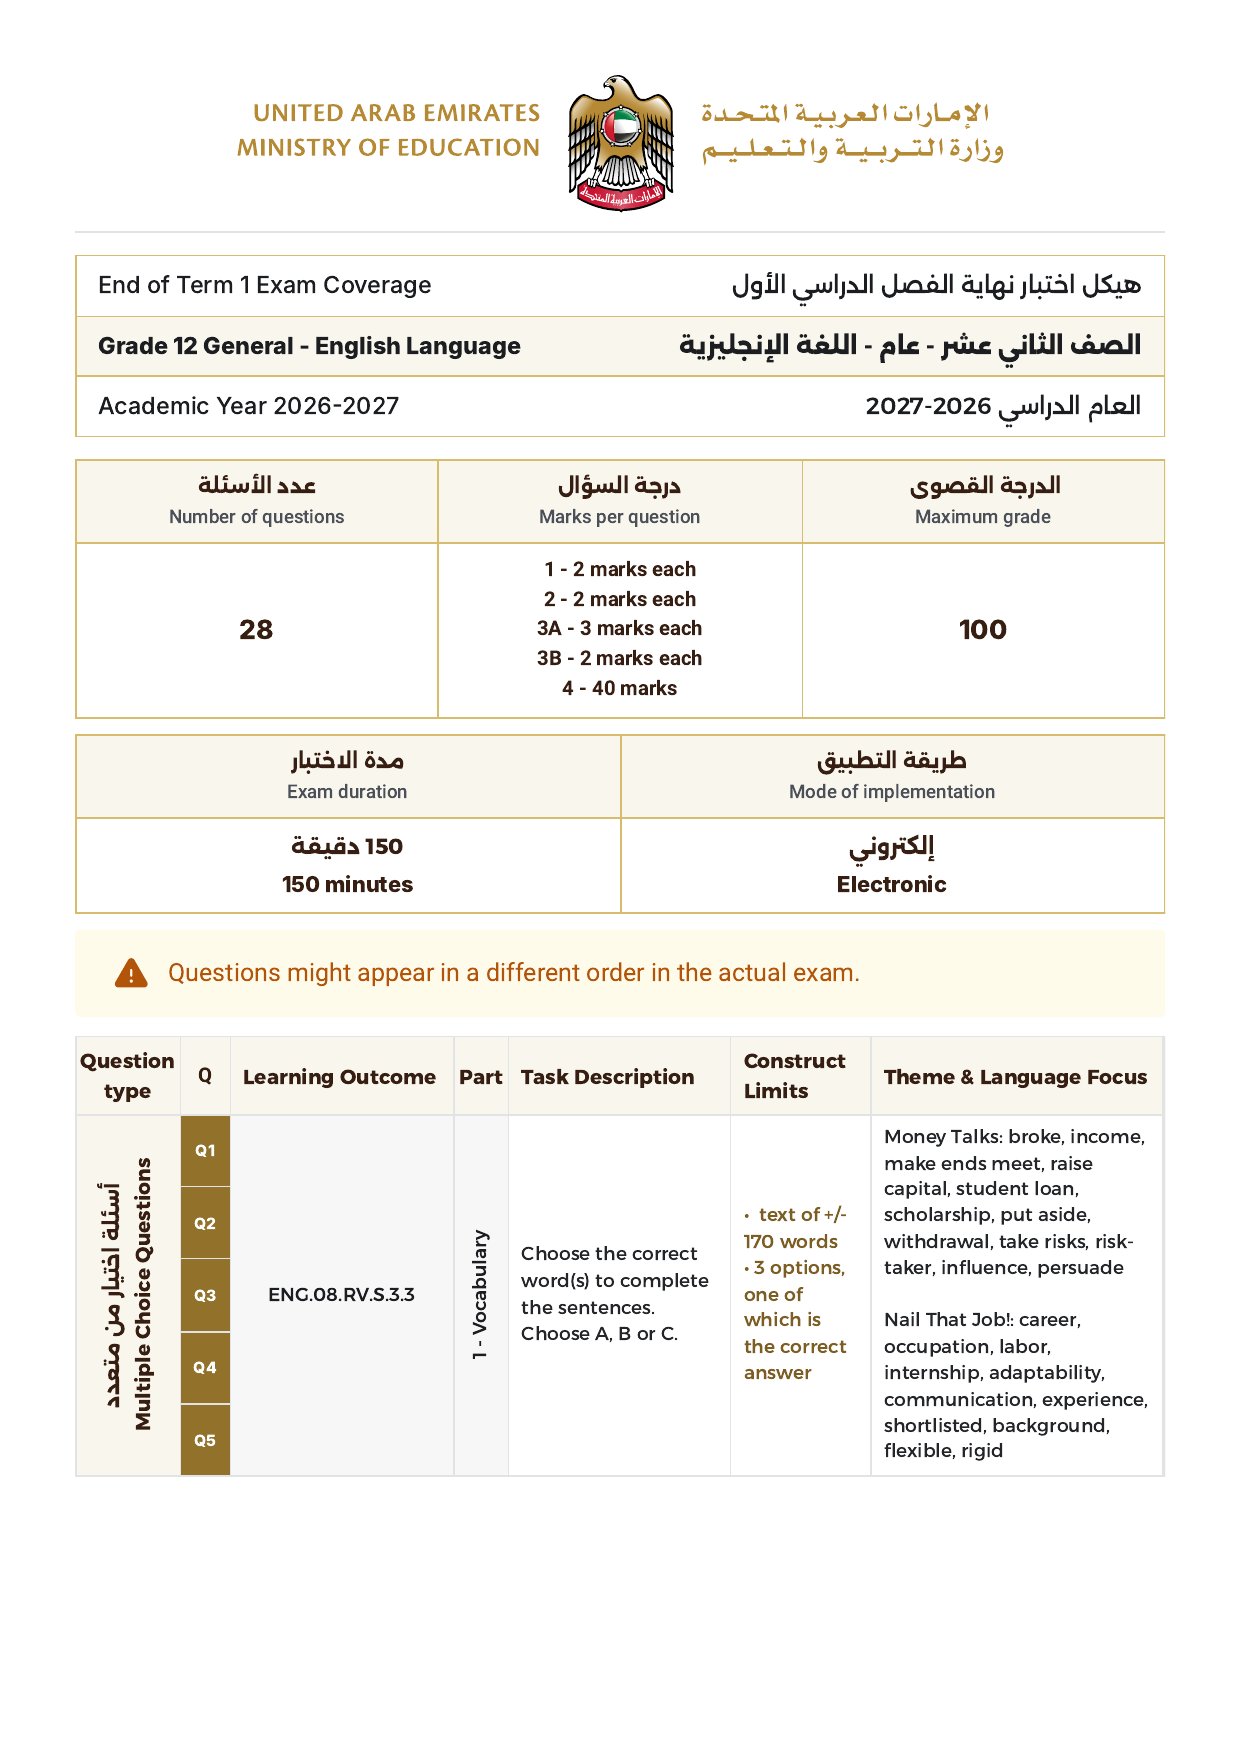 UNITED ARAB EMIRATES
MINISTRY OF EDUCATION
الإمارات العربية المتحدة
وزارة التربية والتعليم
الإمارات العربية المتحدة
End of Term 1 Exam Coverage
هيكل اختبار نهاية الفصل الدراسي الأول
Grade 12 General - English Language
الصف الثاني عشر - عام - اللغة الإنجليزية
Academic Year 2026-2027
العام الدراسي 2026-2027
عدد الأسئلة
Number of questions
درجة السؤال
Marks per question
الدرجة القصوى
Maximum grade
28
1 - 2 marks each
2 - 2 marks each
3A - 3 marks each
3B - 2 marks each
4 - 40 marks
100
مدة الاختبار
Exam duration
طريقة التطبيق
Mode of implementation
150 دقيقة
150 minutes
إلكتروني
Electronic
Questions might appear in a different order in the actual exam.
Question
type
Q
Learning Outcome
Part
Task Description
Construct
Limits
Theme & Language Focus
أسئلة اختيار من متعدد
Multiple Choice Questions
Q1
Q2
Q3
Q4
Q5
ENG.08.RV.S.3.3
1 - Vocabulary
Choose the correct
word(s) to complete
the sentences.
Choose A, B or C.
• text of +/-
170 words
• 3 options,
one of
which is
the correct
answer
Money Talks: broke, income,
make ends meet, raise
capital, student loan,
scholarship, put aside,
withdrawal, take risks, risk-
taker, influence, persuade
Nail That Job!: career,
occupation, labor,
internship, adaptability,
communication, experience,
shortlisted, background,
flexible, rigid